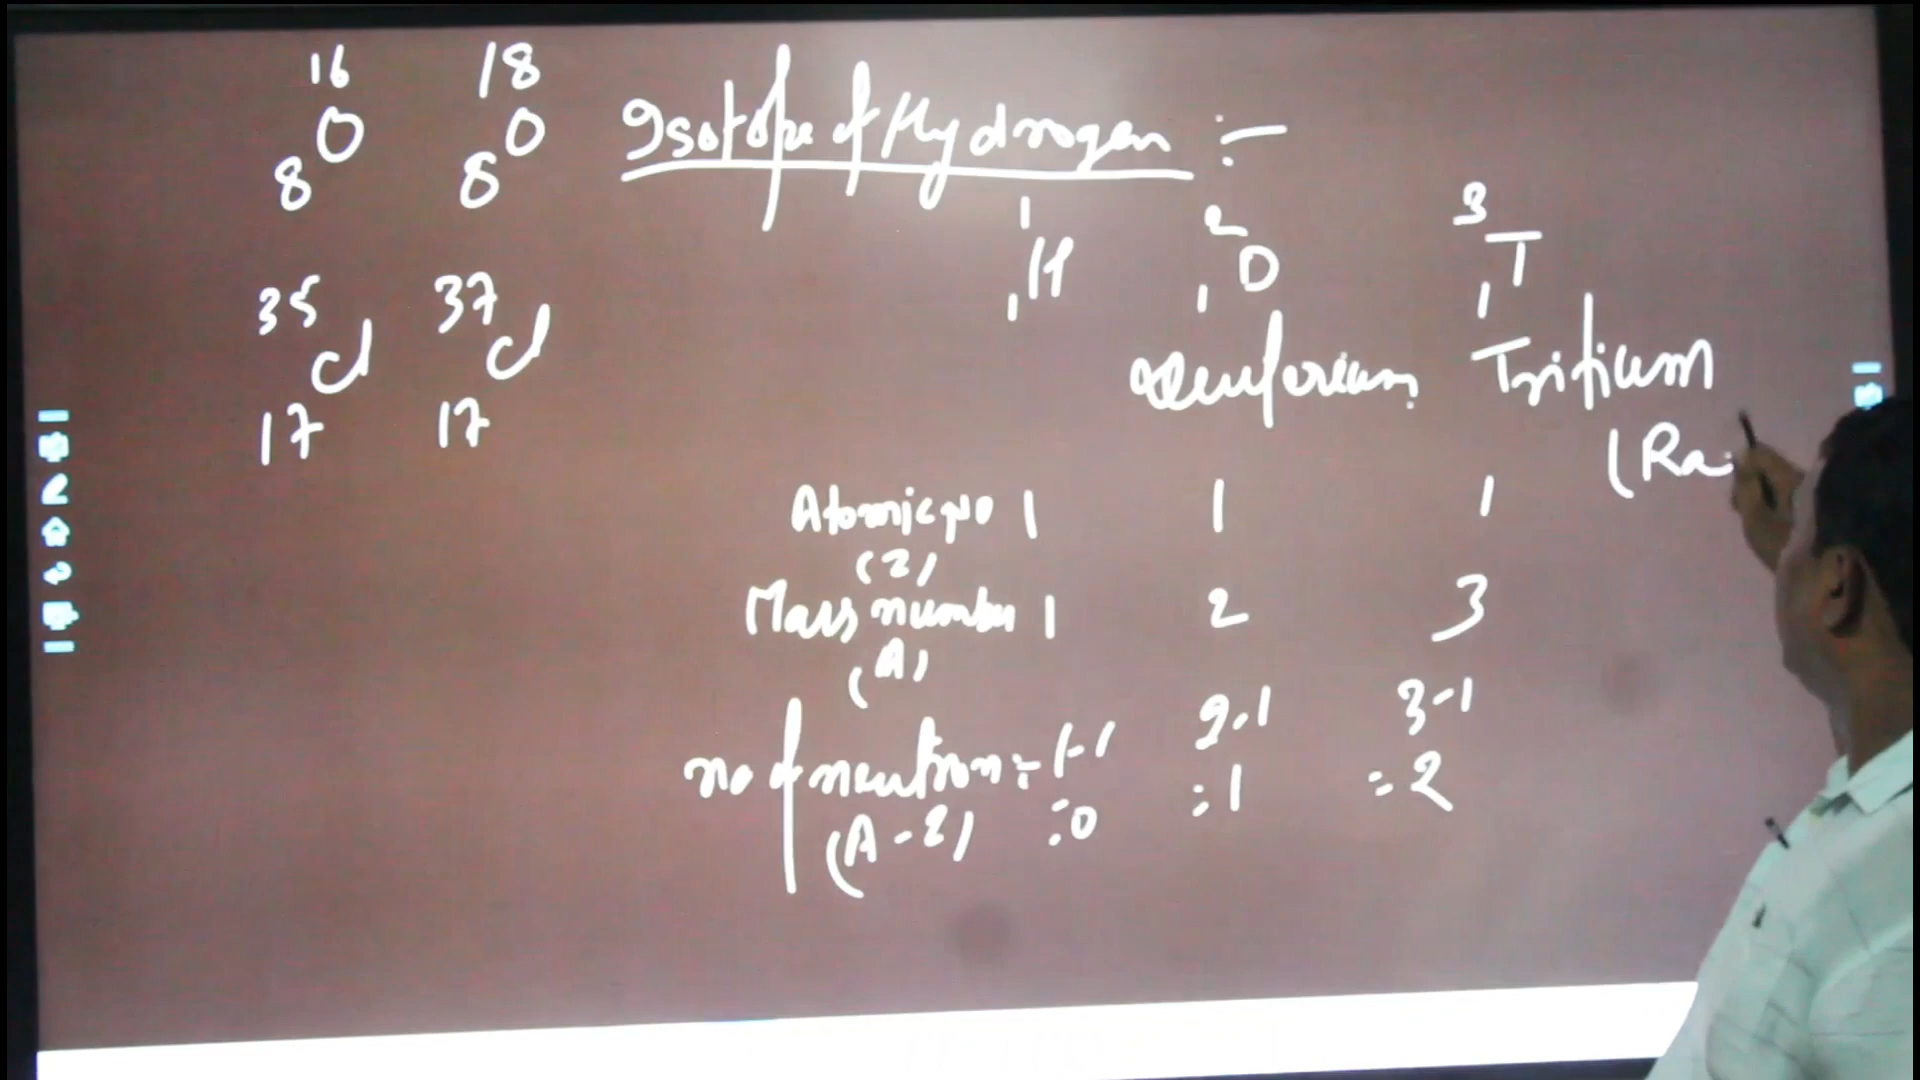 16 18
O O
8 8
35 37
Cl Cl
17 17
Isotope of Hydrogen :-
1 2 3
H D T
1 1 1
Deuterium Tritium
(Ra
Atomic no 1 1 1
(Z)
Mass number 1 2 3
(A)
no of neutron = 1-1 2-1 3-1
(A-Z) =0 =1 =2